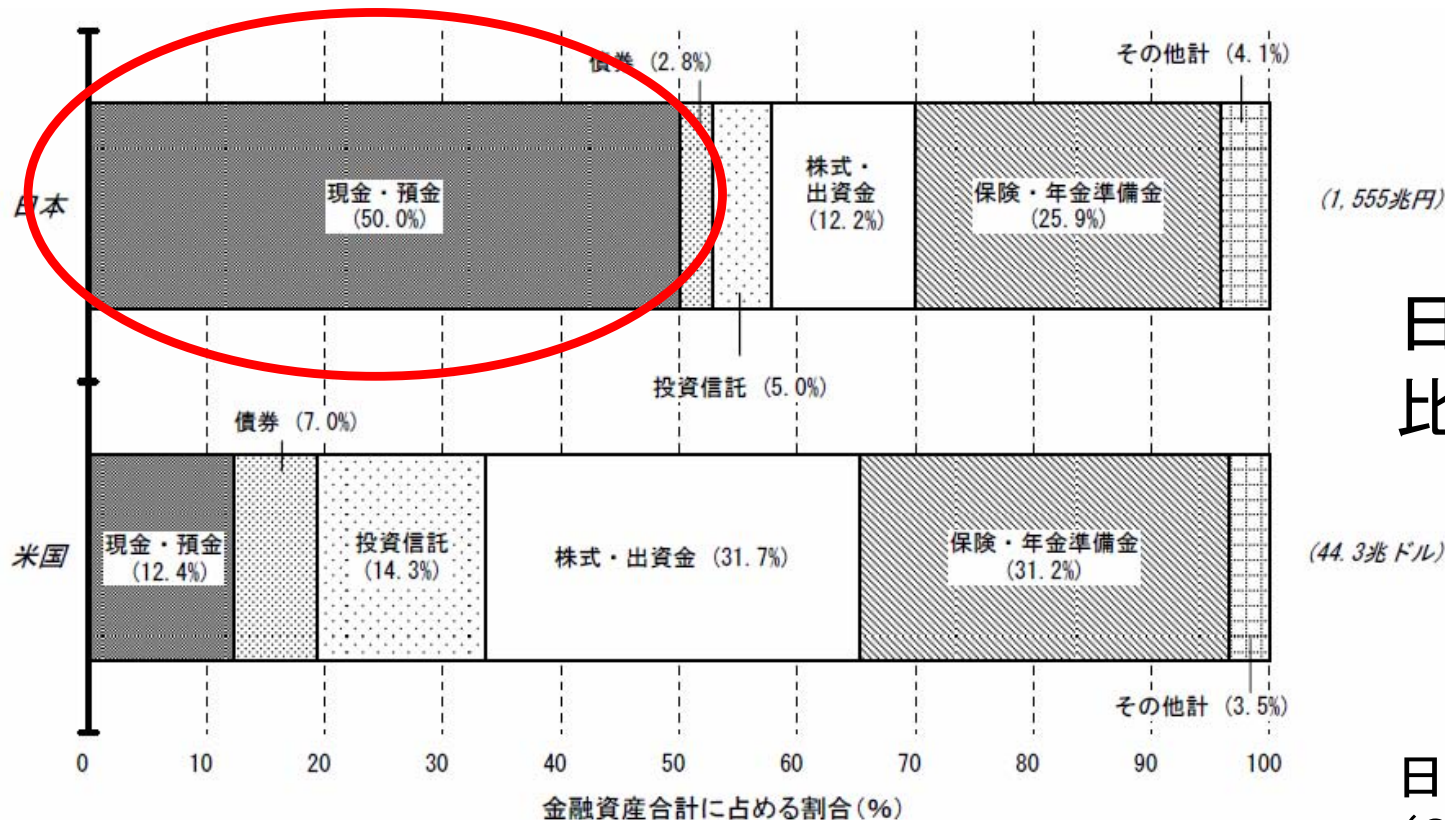 債券 (2.8%)
その他計 (4.1%)
日本
現金・預金
(50.0%)
株式・
出資金
(12.2%)
保険・年金準備金
(25.9%)
(1,555兆円)
投資信託 (5.0%)
日
比
債券 (7.0%)
米国
現金・預金
(12.4%)
投資信託
(14.3%)
株式・出資金 (31.7%)
保険・年金準備金
(31.2%)
(44.3兆ドル)
その他計 (3.5%)
0 10 20 30 40 50 60 70 80 90 100
金融資産合計に占める割合(%)
日